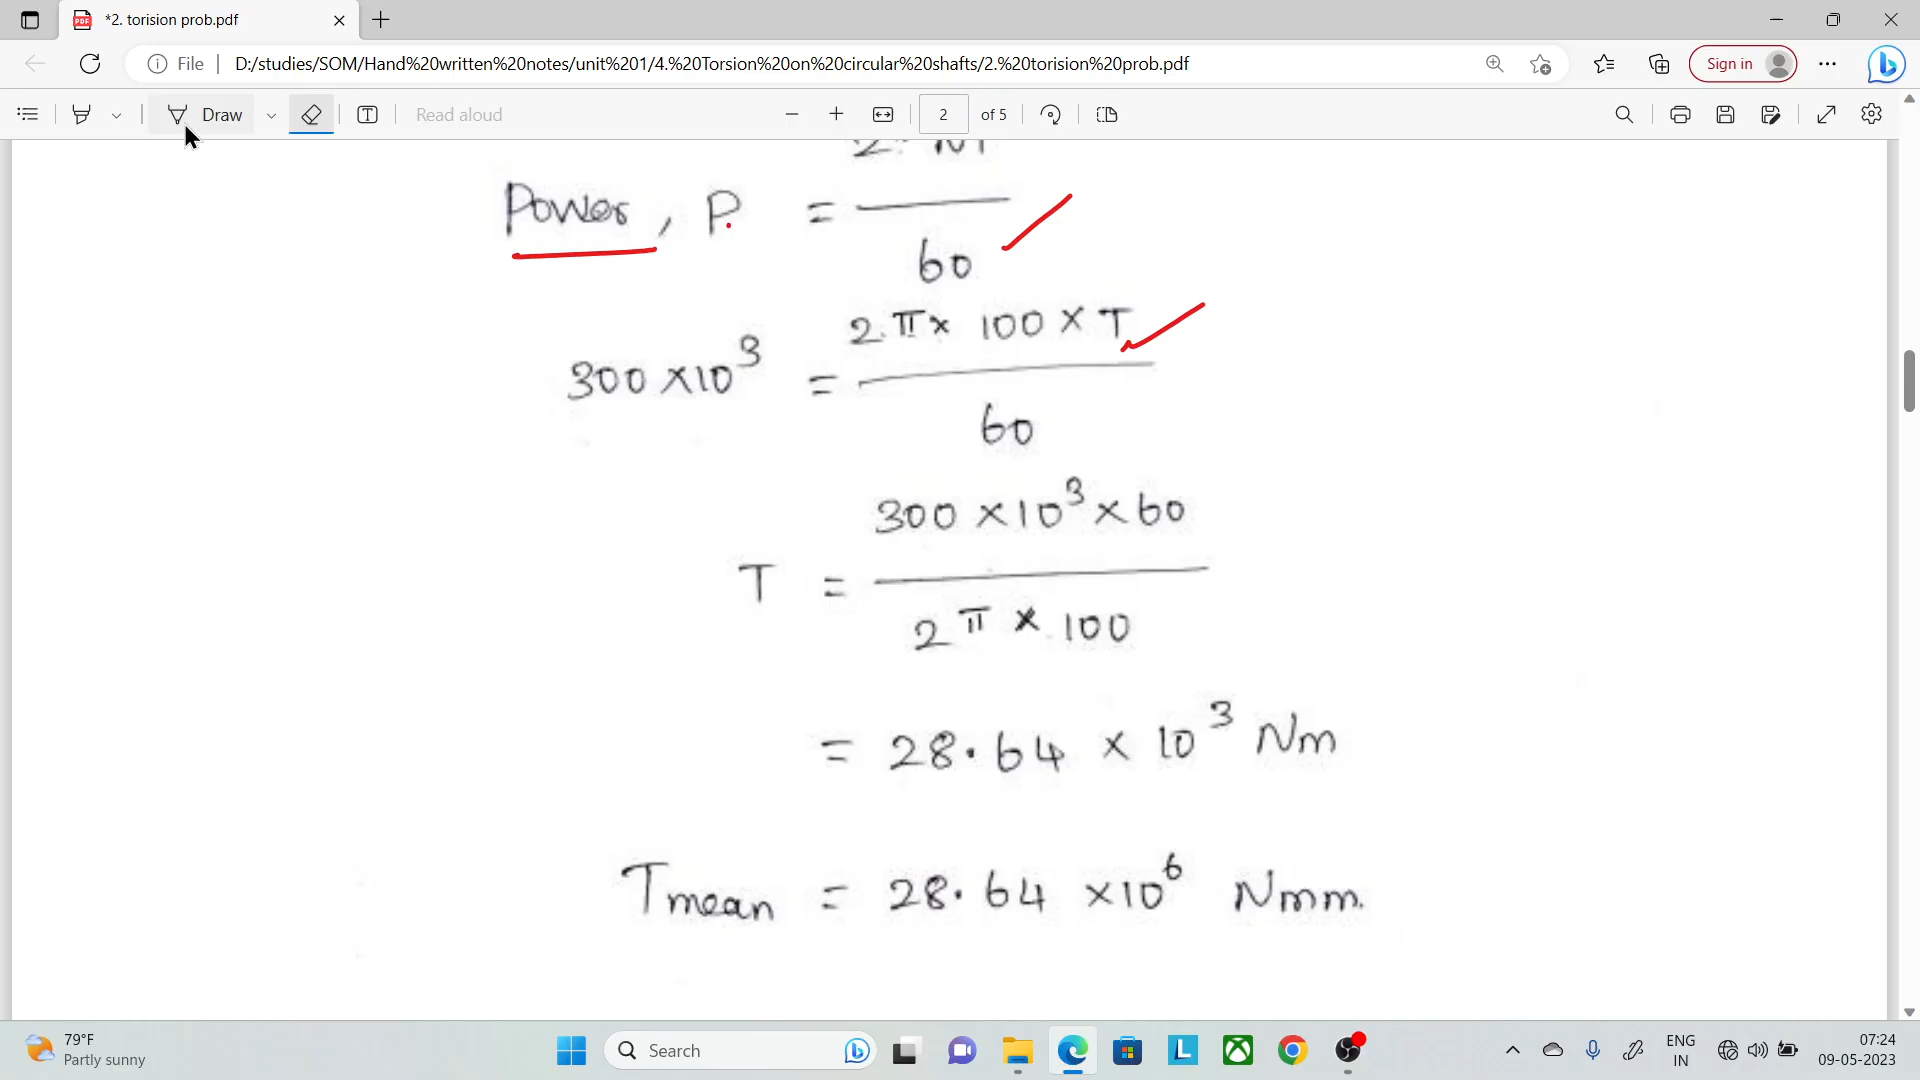 *2. torision prob.pdf
File
D:/studies/SOM/Hand%20written%20notes/unit%201/4.%20Torsion%20on%20circular%20shafts/2.%20torision%20prob.pdf
Sign in
Draw
Read aloud
2 of 5
Power, P =
60
300 × 10³ = 2 π × 100 × T
60
T = 300 × 10³ × 60
2 π × 100
= 28.64 × 10³ Nm
Tmean = 28.64 × 10⁶ Nmm.
79°F
Partly sunny
Search
ENG
IN
07:24
09-05-2023